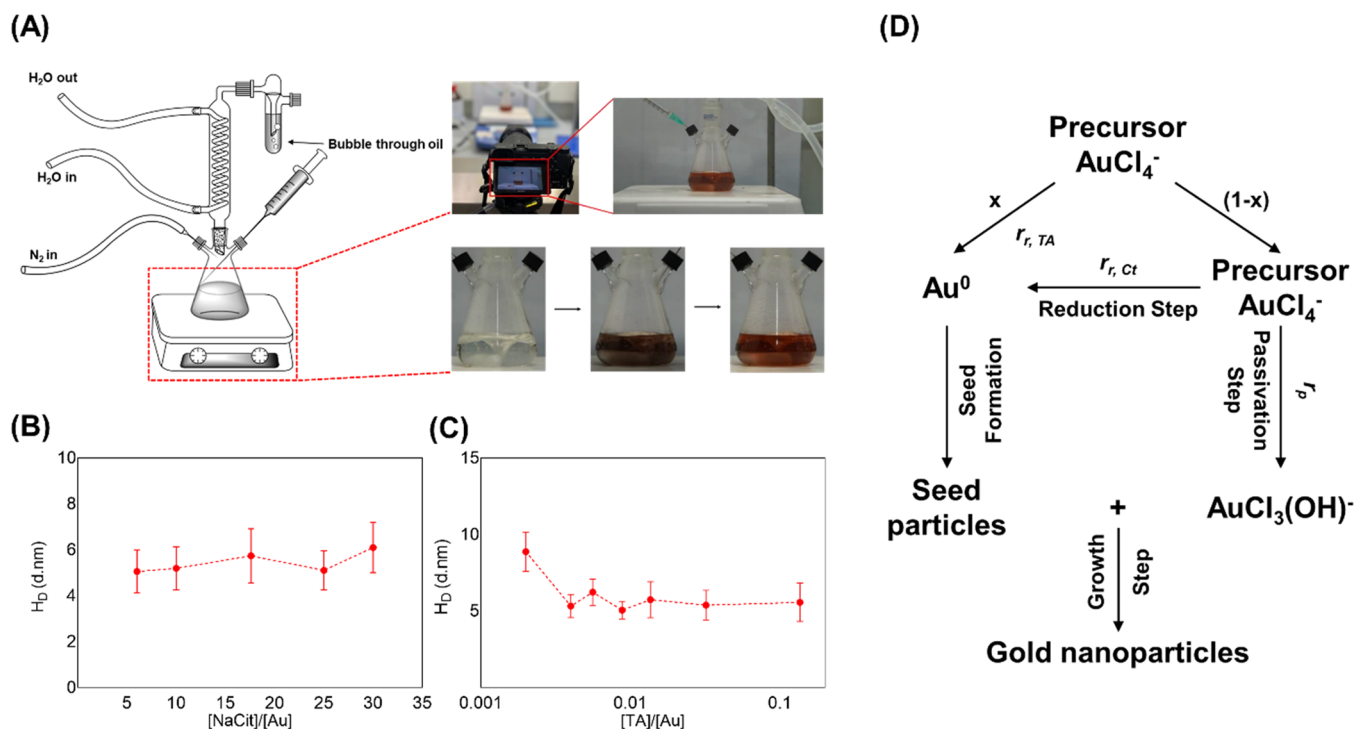 (A)
H₂O out
H₂O in
N₂ in
Bubble through oil
(B)
10
8
6
4
2
0
H_D (d.nm)
5 10 15 20 25 30 35
[NaCit]/[Au]
(C)
15
10
5
H_D (d.nm)
0.001 0.01 0.1
[TA]/[Au]
(D)
Precursor
AuCl₄⁻
x
(1-x)
r_r, TA
Au⁰
r_r, Ct
Reduction Step
Precursor
AuCl₄⁻
Seed
Formation
r_p
Passivation
Step
Seed
particles
+
AuCl₃(OH)⁻
Growth
Step
Gold nanoparticles